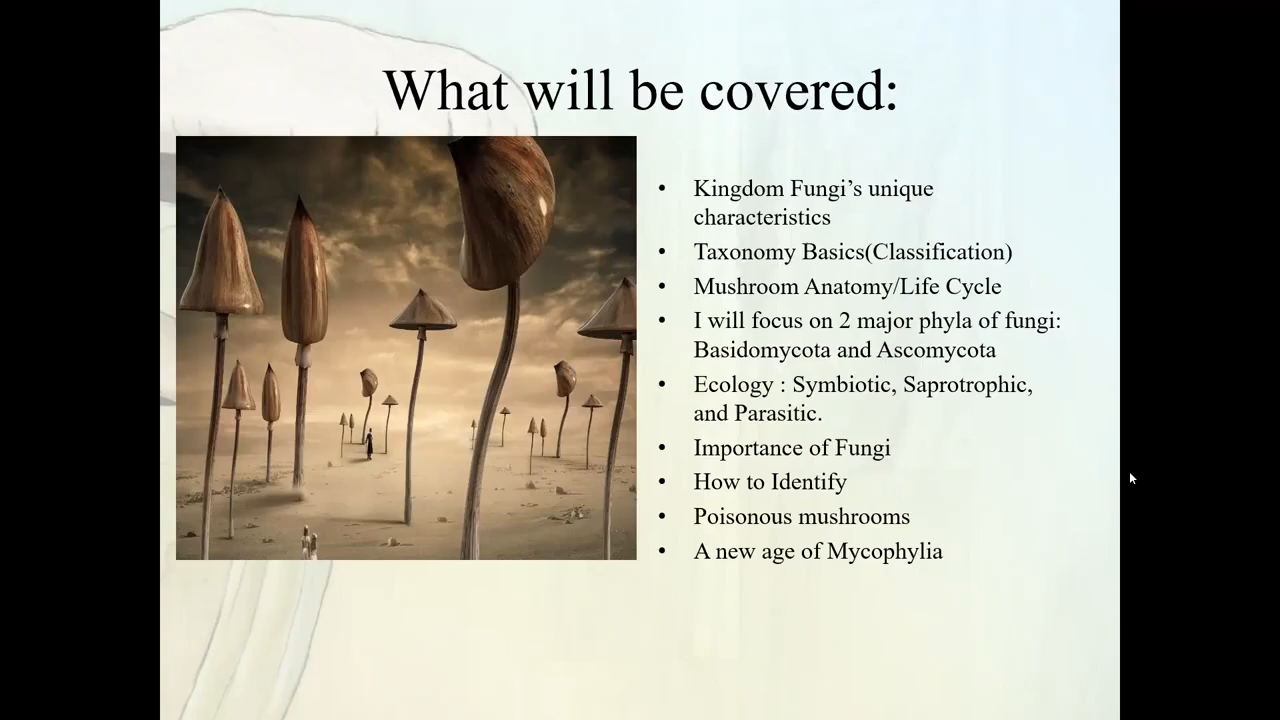 What will be covered:
• Kingdom Fungi’s unique
characteristics
• Taxonomy Basics(Classification)
• Mushroom Anatomy/Life Cycle
• I will focus on 2 major phyla of fungi:
Basidomycota and Ascomycota
• Ecology : Symbiotic, Saprotrophic,
and Parasitic.
• Importance of Fungi
• How to Identify
• Poisonous mushrooms
• A new age of Mycophylia